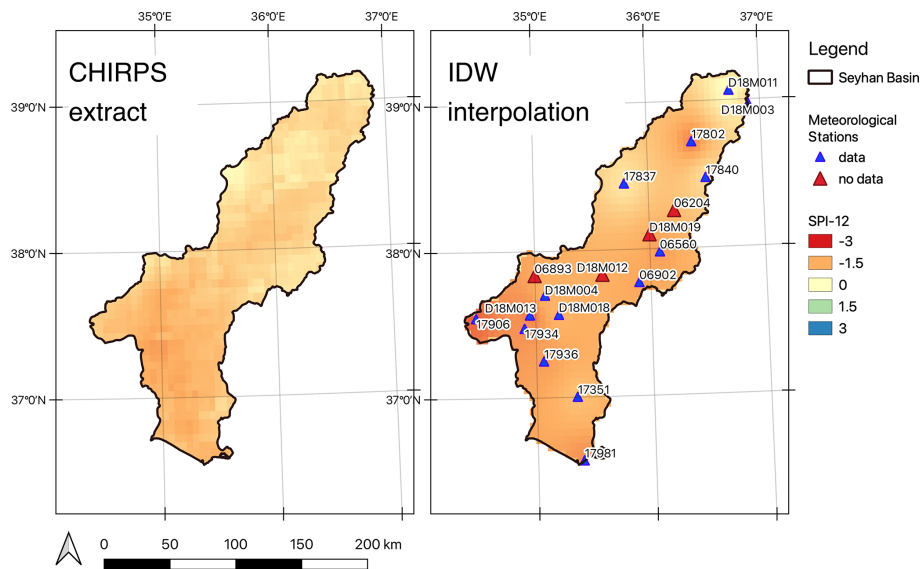 35°0'E 36°0'E 37°0'E
35°0'E 36°0'E 37°0'E
CHIRPS
extract
39°0'N
38°0'N
37°0'N
IDW
interpolation
39°0'N
38°0'N
37°0'N
D18M011
D18M003
17802
17840
17837
06204
D18M019
06560
06893
D18M012
06902
D18M004
D18M013
D18M018
17906
17934
17936
17351
17981
Legend
Seyhan Basin
Meteorological
Stations
data
no data
SPI-12
-3
-1.5
0
1.5
3
0 50 100 150 200 km